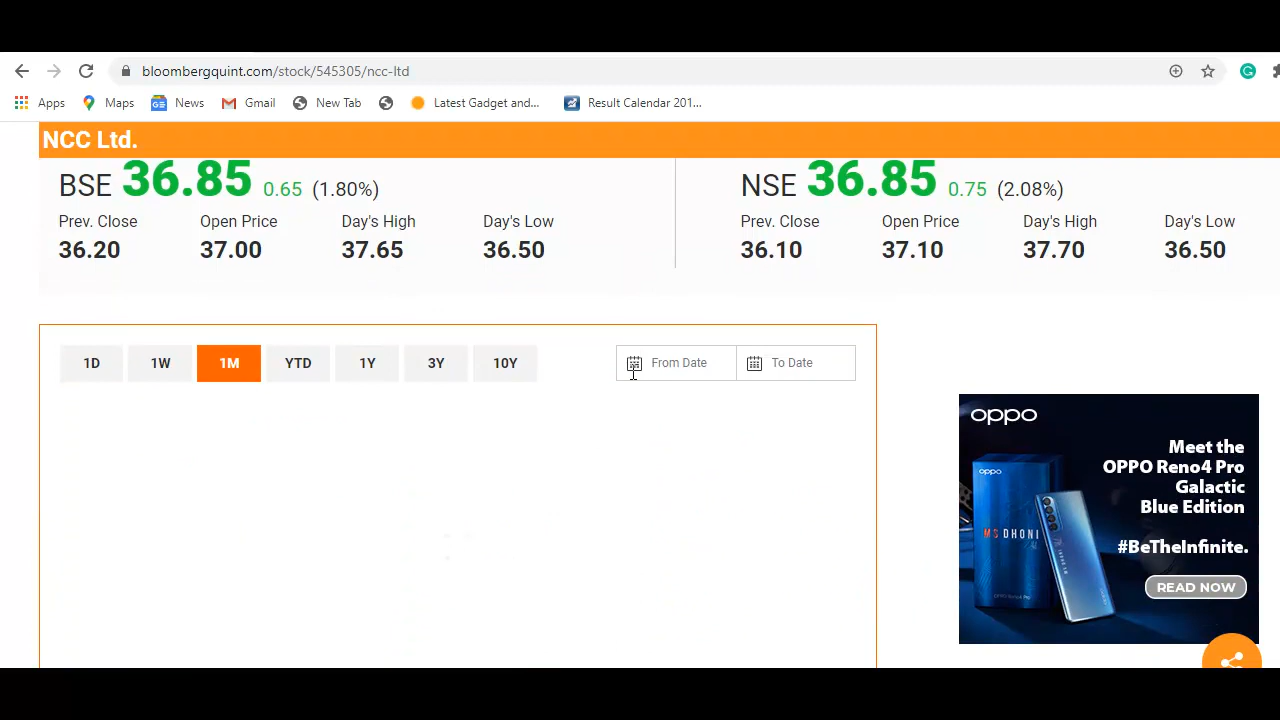 bloombergquint.com/stock/545305/ncc-ltd
Apps Maps News Gmail New Tab Latest Gadget and... Result Calendar 201...
NCC Ltd.
BSE 36.85 0.65 (1.80%)
Prev. Close Open Price Day's High Day's Low
36.20 37.00 37.65 36.50
NSE 36.85 0.75 (2.08%)
Prev. Close Open Price Day's High Day's Low
36.10 37.10 37.70 36.50
1D 1W 1M YTD 1Y 3Y 10Y From Date To Date
oppo
Meet the
OPPO Reno4 Pro
Galactic
Blue Edition
#BeTheInfinite.
READ NOW
oppo
MS DHONI